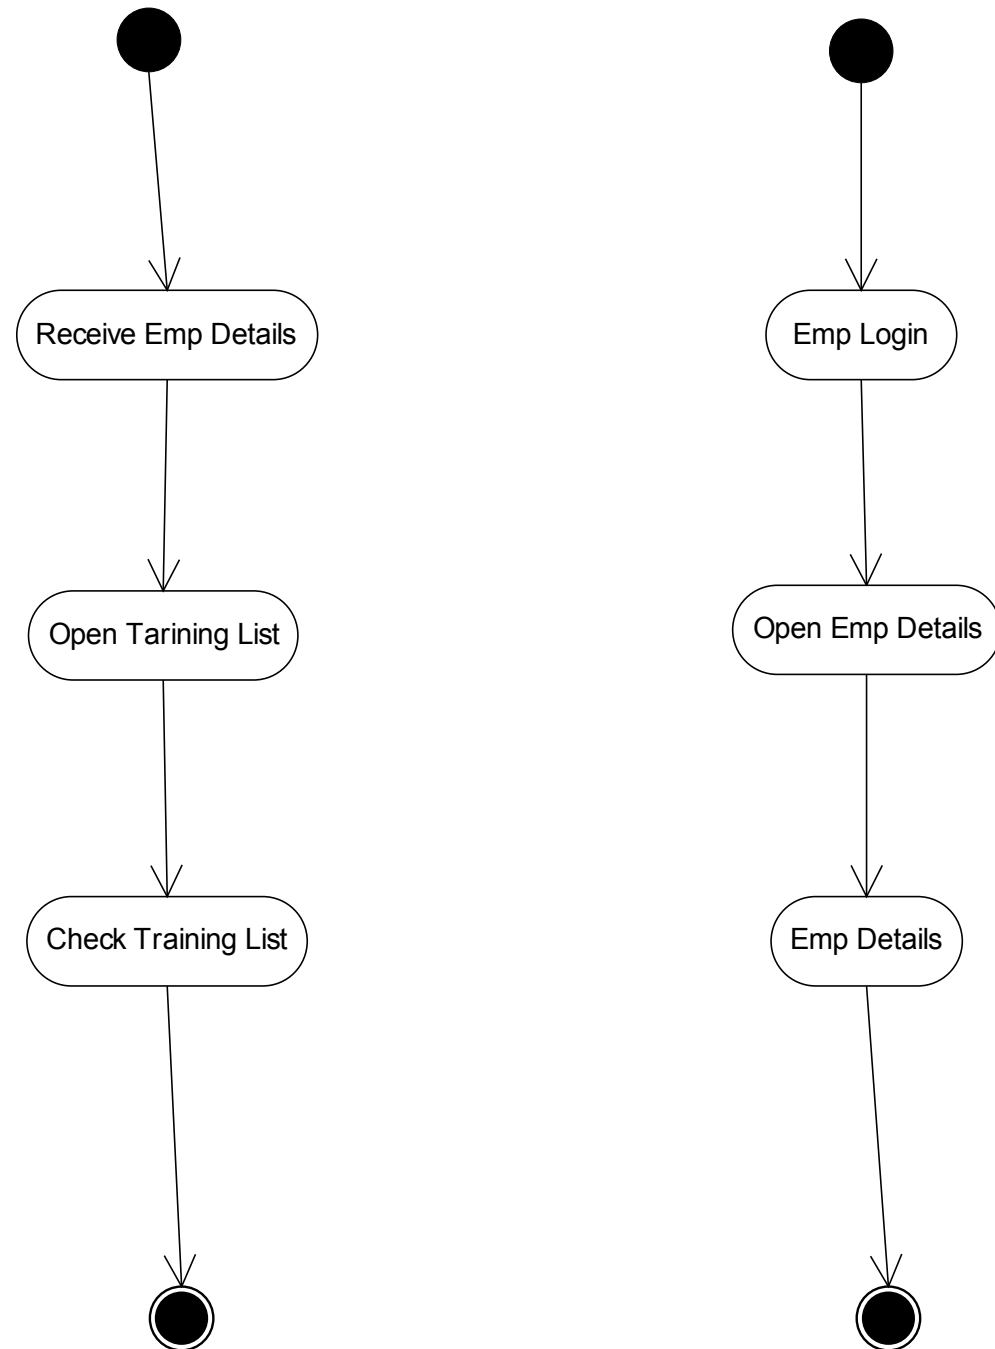 Receive Emp Details
Emp Login
Open Tarining List
Open Emp Details
Check Training List
Emp Details